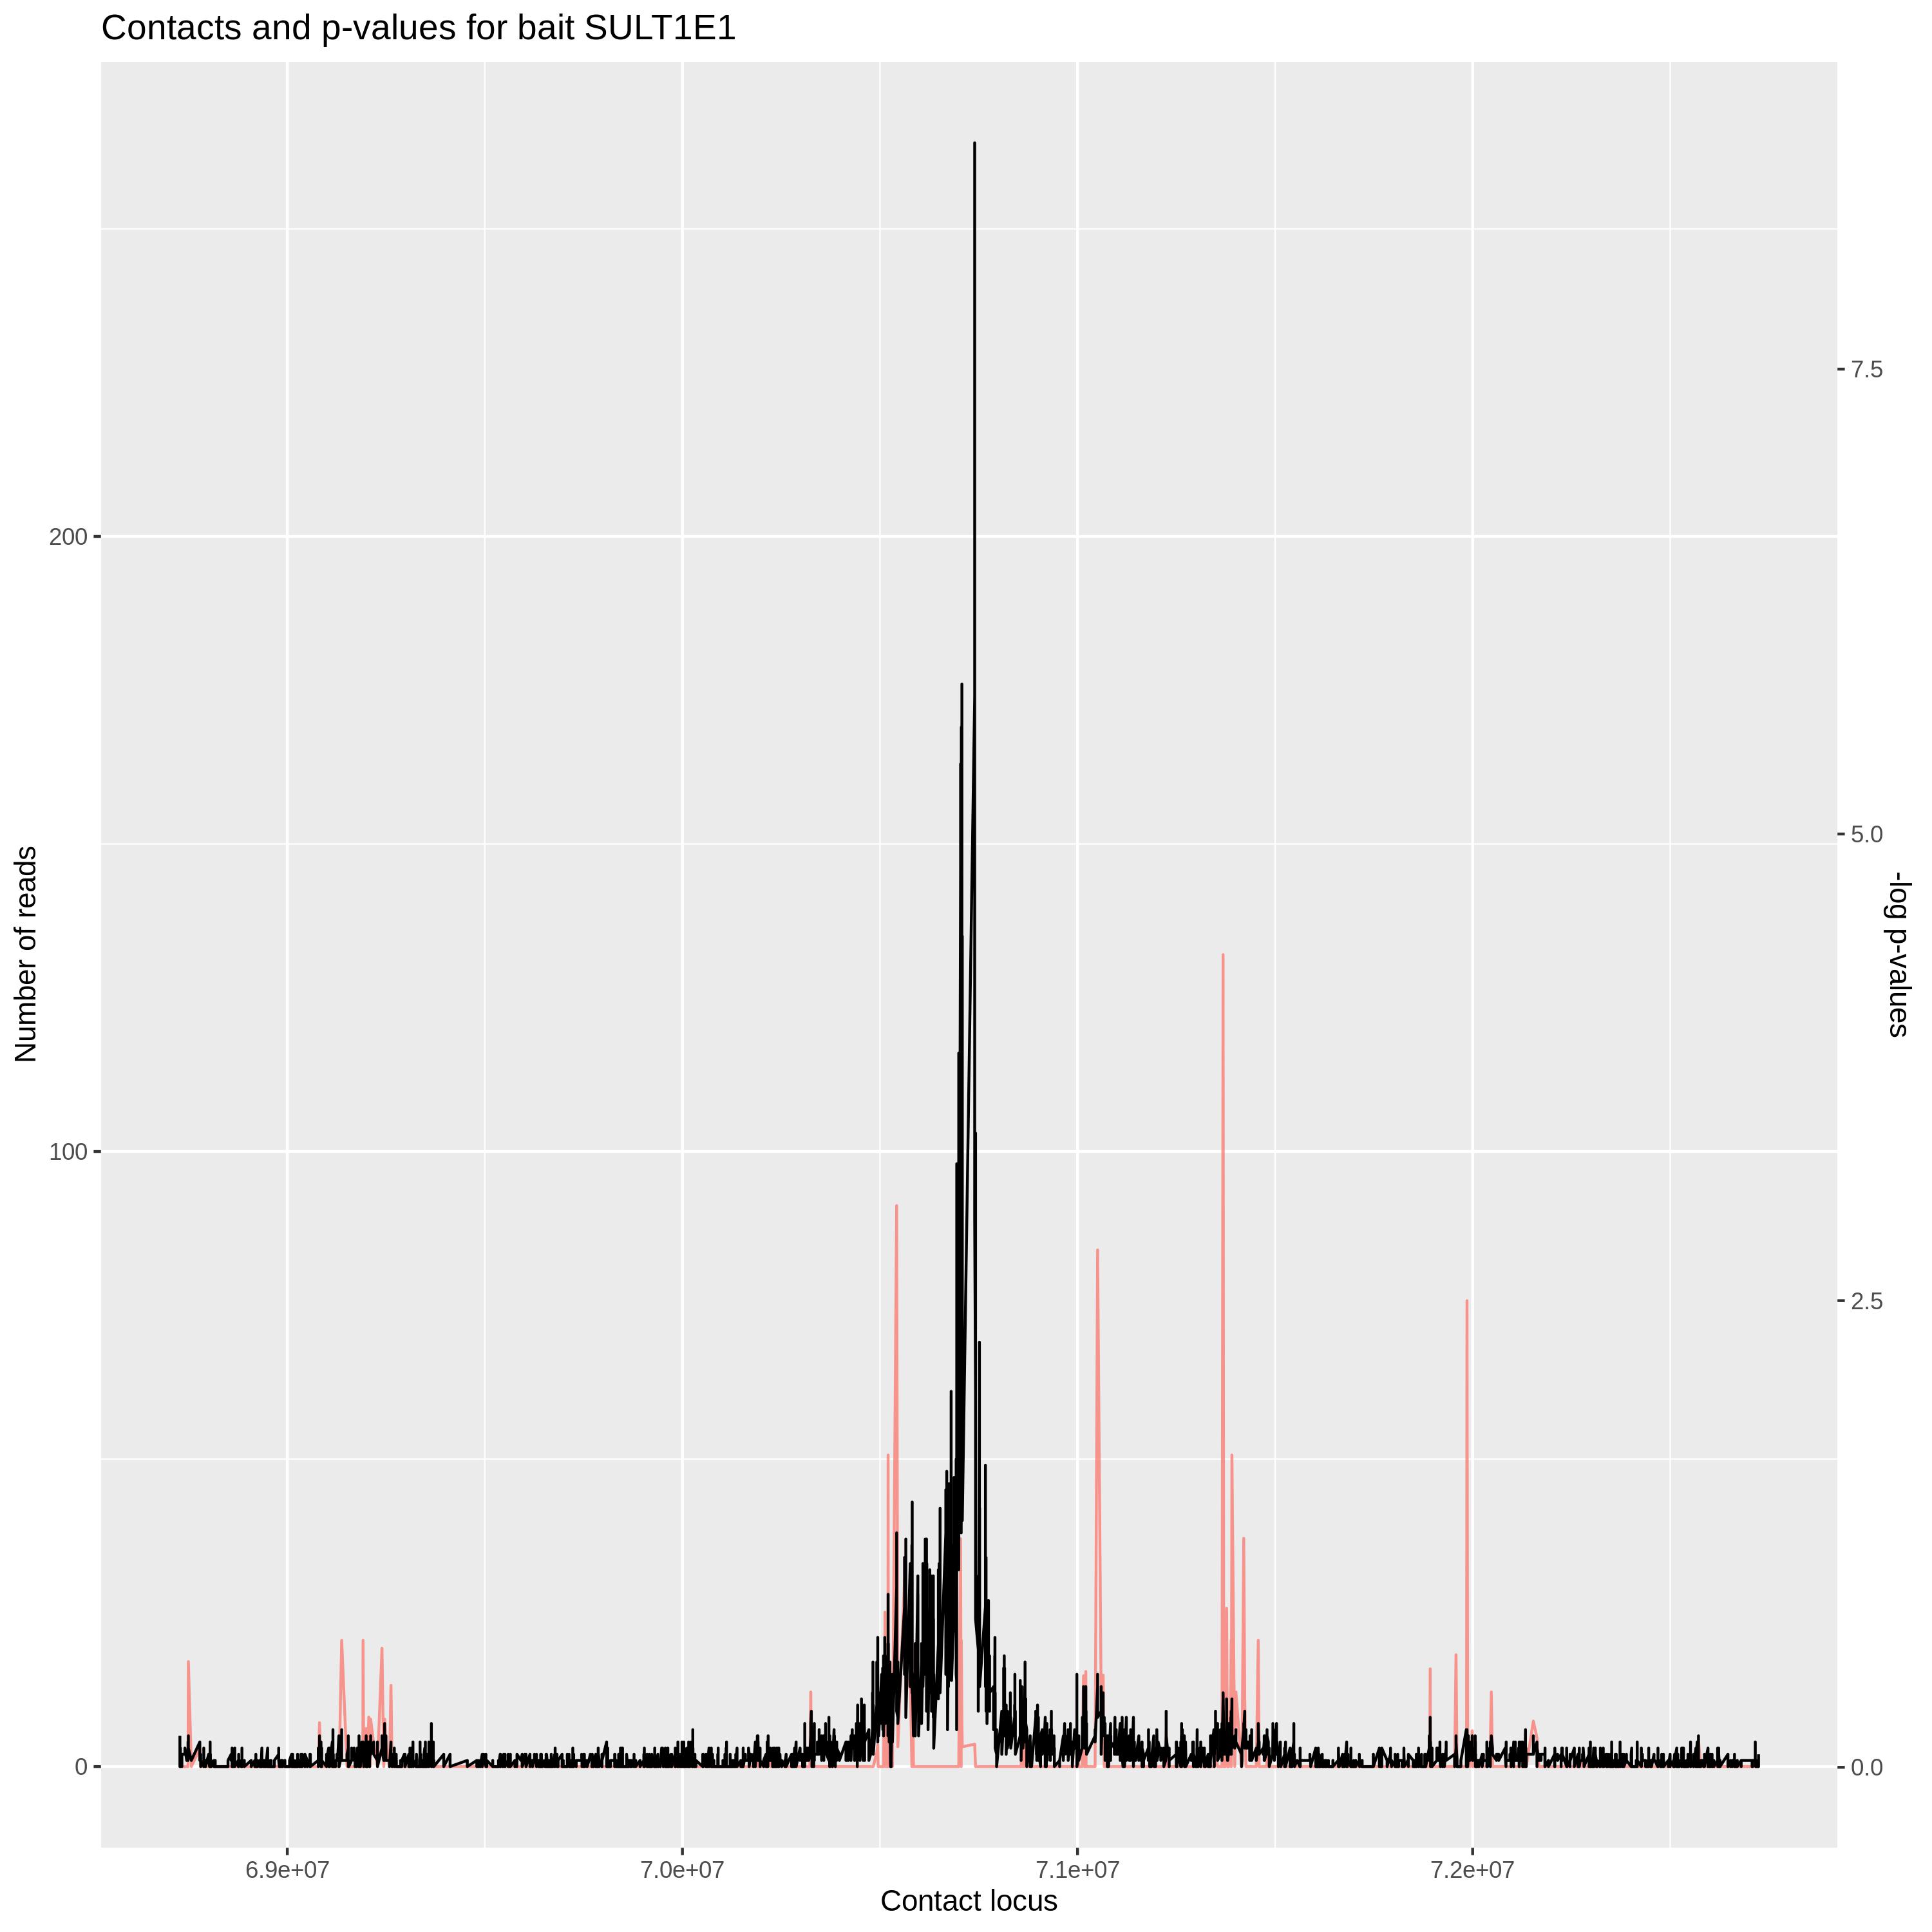 Contacts and p-values for bait SULT1E1
Number of reads
200
100
0
7.5
5.0
2.5
0.0
-log p-values
6.9e+07 7.0e+07 7.1e+07 7.2e+07
Contact locus